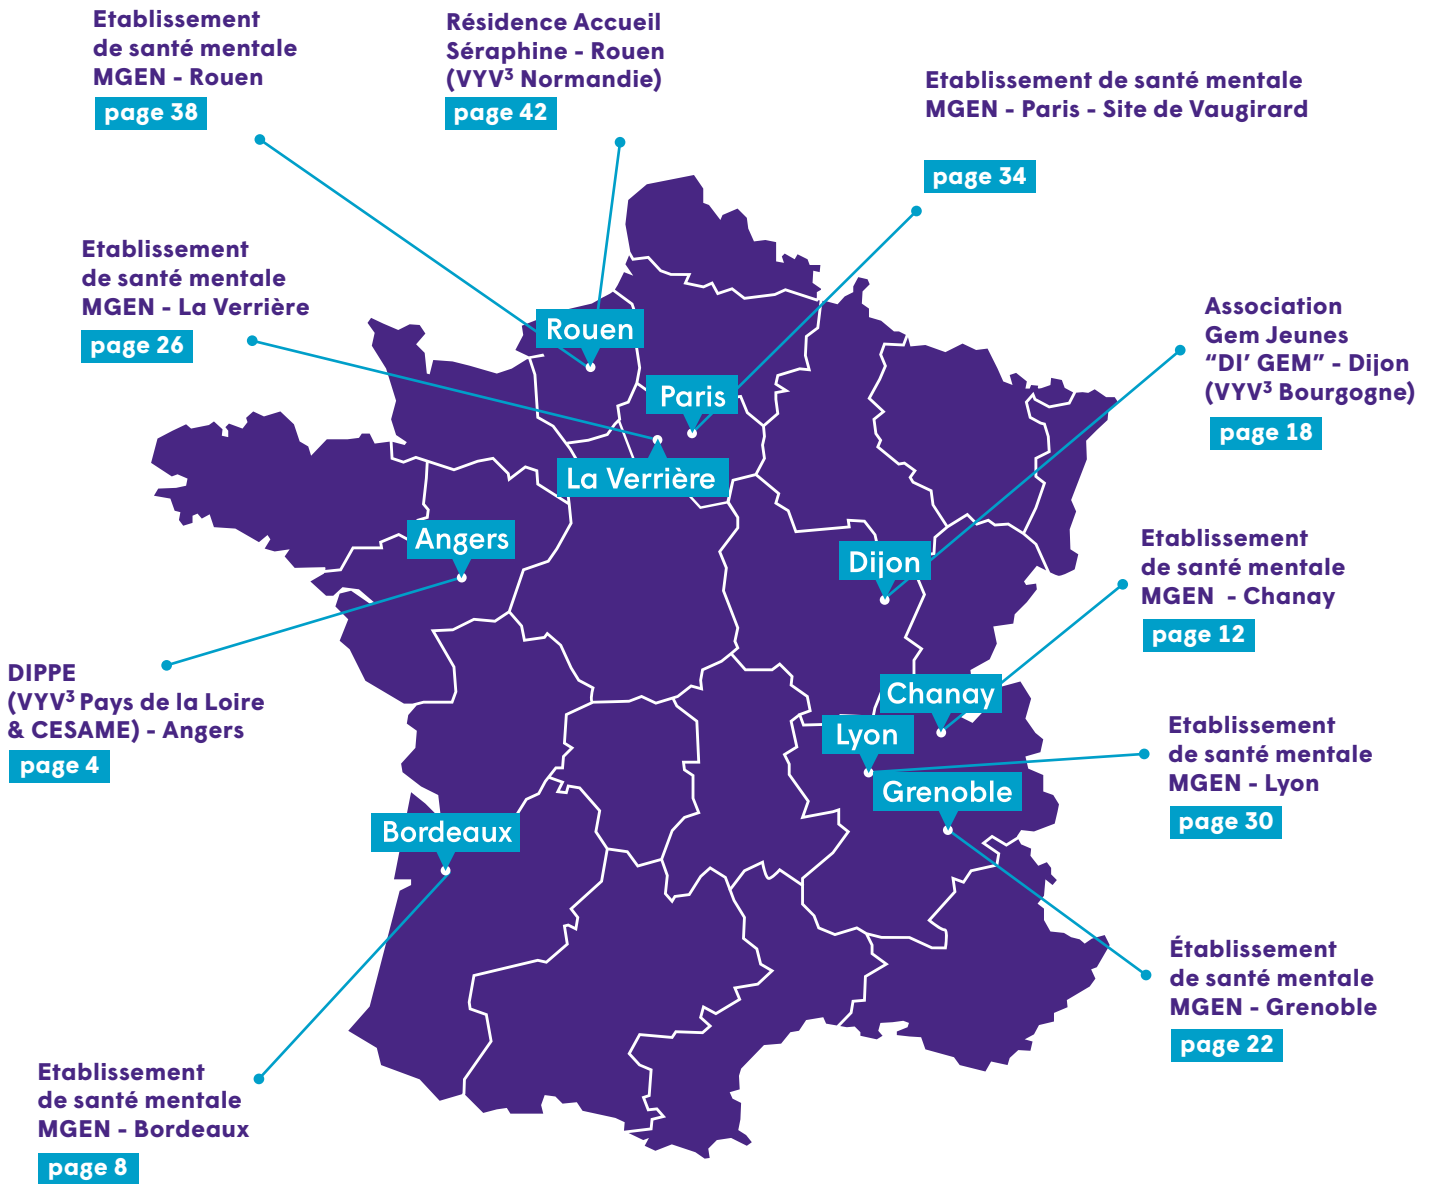 Etablissement
de santé mentale
MGEN - Rouen
page 38
Résidence Accueil
Séraphine - Rouen
(VYV³ Normandie)
page 42
Etablissement de santé mentale
MGEN - Paris - Site de Vaugirard
page 34
Etablissement
de santé mentale
MGEN - La Verrière
page 26
Association
Gem Jeunes
“DI’ GEM” - Dijon
(VYV³ Bourgogne)
page 18
Rouen
Paris
La Verrière
Angers
Dijon
Etablissement
de santé mentale
MGEN - Chanay
page 12
DIPPE
(VYV³ Pays de la Loire
& CESAME) - Angers
page 4
Chanay
Lyon
Grenoble
Bordeaux
Etablissement
de santé mentale
MGEN - Lyon
page 30
Établissement
de santé mentale
MGEN - Grenoble
page 22
Etablissement
de santé mentale
MGEN - Bordeaux
page 8